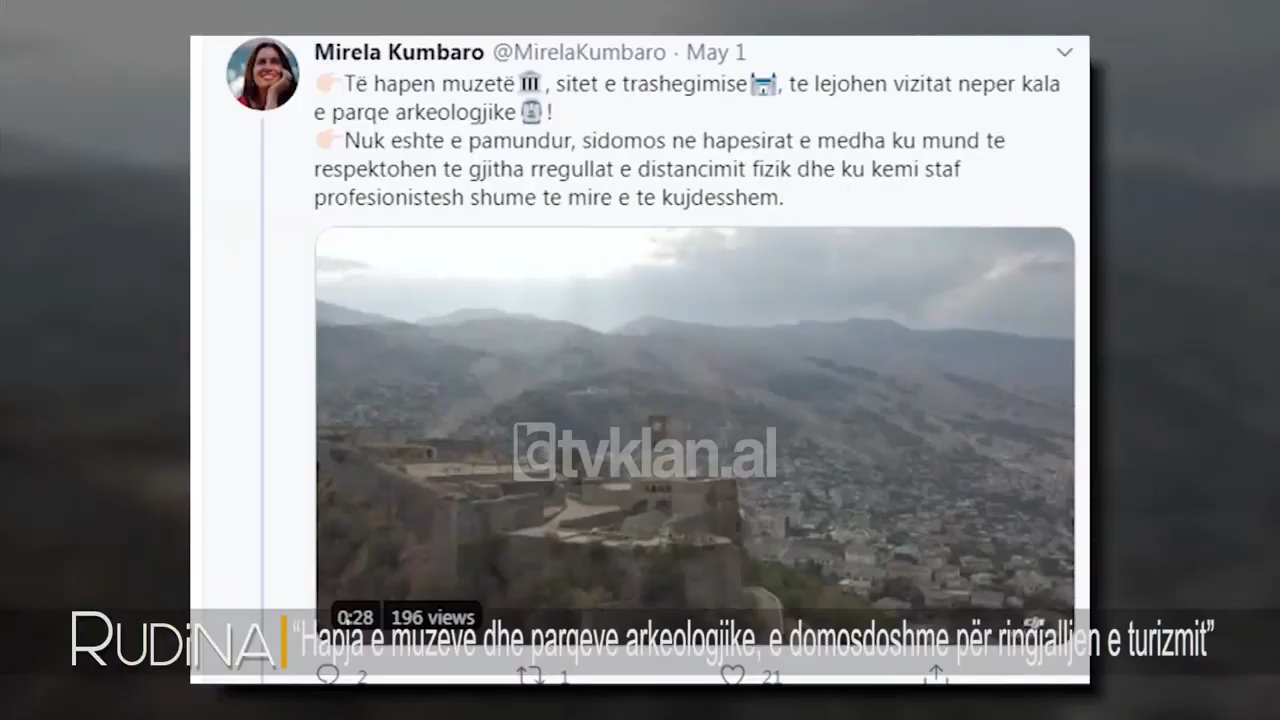 Mirela Kumbaro @MirelaKumbaro · May 1
👉Të hapen muzetë🏛, sitet e trashegimise🏯, te lejohen vizitat neper kala
e parqe arkeologjike🗿!
👉Nuk eshte e pamundur, sidomos ne hapesirat e medha ku mund te
respektohen te gjitha rregullat e distancimit fizik dhe ku kemi staf
profesionistesh shume te mire e te kujdesshem.
tvklan.al
0:28 196 views
RUDiNA “Hapja e muzeve dhe parqeve arkeologjike, e domosdoshme për ringjalljen e turizmit”
2 1 21